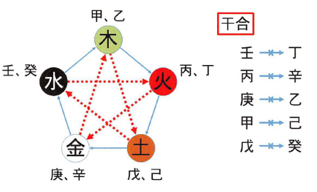 甲、乙
木
壬、癸
水
火
丙、丁
金
土
庚、辛
戊、己
干合
壬 丁
丙 辛
庚 乙
甲 己
戊 癸